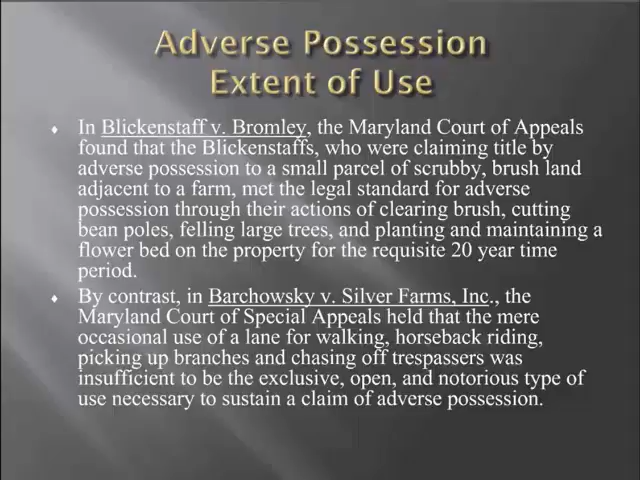 Adverse Possession
Extent of Use
In Blickenstaff v. Bromley, the Maryland Court of Appeals
found that the Blickenstaffs, who were claiming title by
adverse possession to a small parcel of scrubby, brush land
adjacent to a farm, met the legal standard for adverse
possession through their actions of clearing brush, cutting
bean poles, felling large trees, and planting and maintaining a
flower bed on the property for the requisite 20 year time
period.
By contrast, in Barchowsky v. Silver Farms, Inc., the
Maryland Court of Special Appeals held that the mere
occasional use of a lane for walking, horseback riding,
picking up branches and chasing off trespassers was
insufficient to be the exclusive, open, and notorious type of
use necessary to sustain a claim of adverse possession.